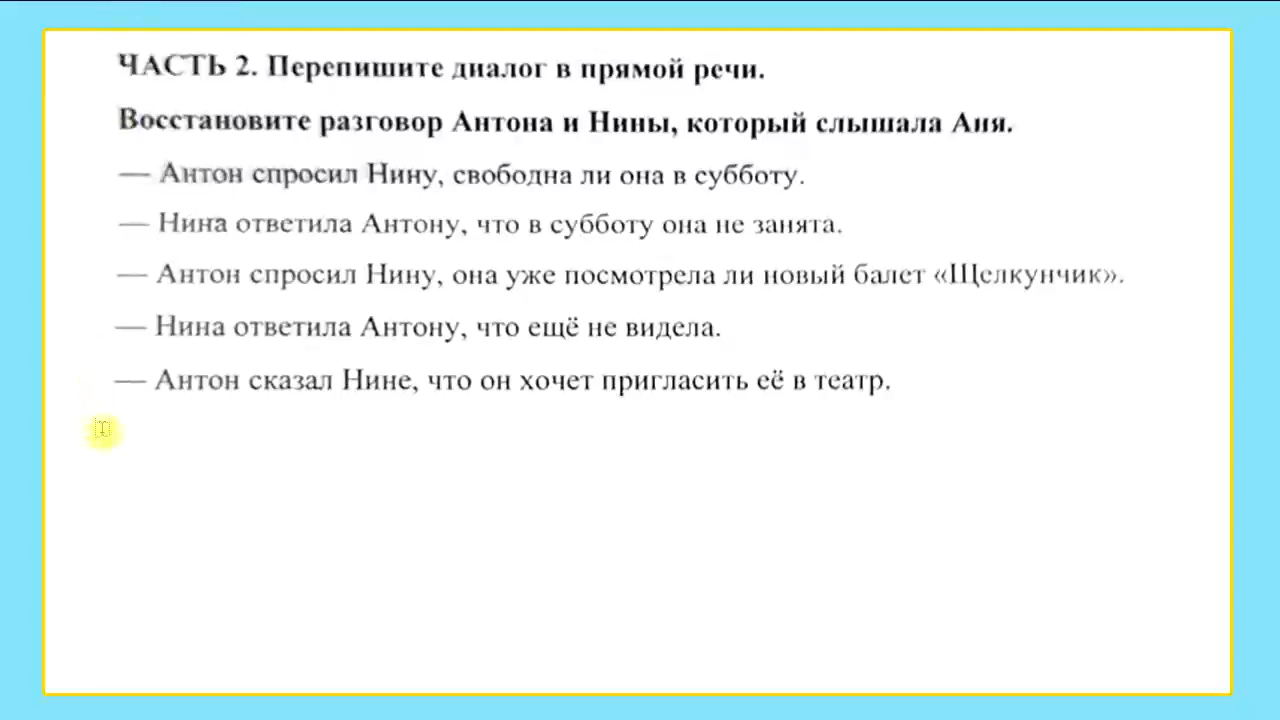 ЧАСТЬ 2. Перепишите диалог в прямой речи.
Восстановите разговор Антона и Нины, который слышала Аня.
— Антон спросил Нину, свободна ли она в субботу.
— Нина ответила Антону, что в субботу она не занята.
— Антон спросил Нину, она уже посмотрела ли новый балет «Щелкунчик».
— Нина ответила Антону, что ещё не видела.
— Антон сказал Нине, что он хочет пригласить её в театр.